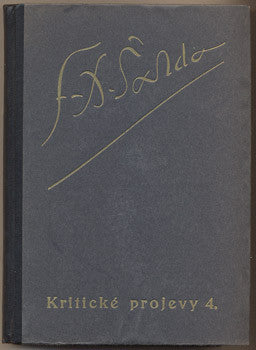 F. X. Šalda
Kritické projevy 4.